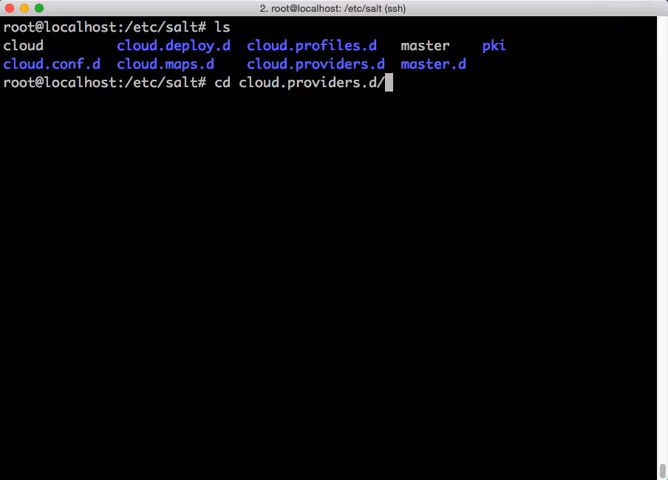 2. root@localhost: /etc/salt (ssh)
root@localhost:/etc/salt# ls
cloud cloud.deploy.d cloud.profiles.d master pki
cloud.conf.d cloud.maps.d cloud.providers.d master.d
root@localhost:/etc/salt# cd cloud.providers.d/